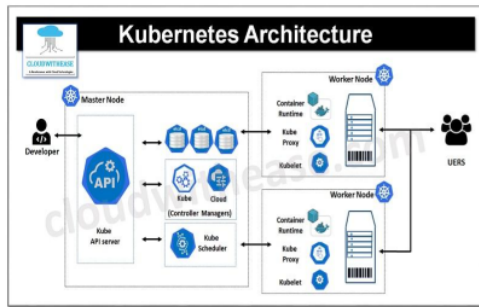 Kubernetes Architecture
CLOUDWITHEASE
Master Node
Developer
API
Kube
API server
Kube
Cloud
(Controller Managers)
Kube
Scheduler
Worker Node
Container
Runtime
Kube
Proxy
Kubelet
Worker Node
Container
Runtime
Kube
Proxy
Kubelet
UERS
cloudwithease.com